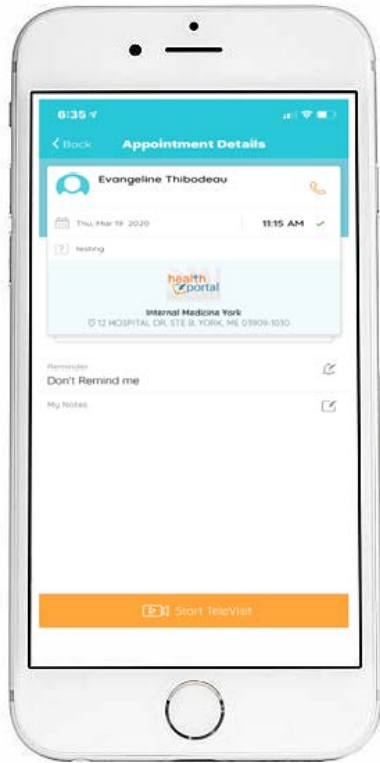 6:35
Back Appointment Details
Evangeline Thibodeau
Thu, Mar 19 2020 11:15 AM
? testing
health
portal
Internal Medicine York
12 HOSPITAL DR, STE B, YORK, ME 03909-1030
Reminder
Don't Remind me
My Notes
Start TeleVisit